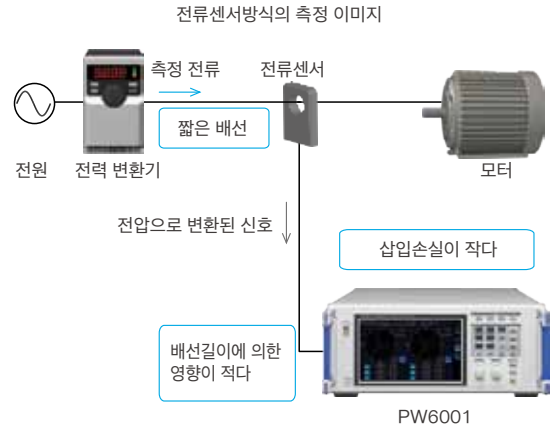 전류센서방식의 측정 이미지
측정 전류
전류센서
짧은 배선
전원
전력 변환기
모터
전압으로 변환된 신호
삽입손실이 작다
배선길이에 의한
영향이 적다
PW6001